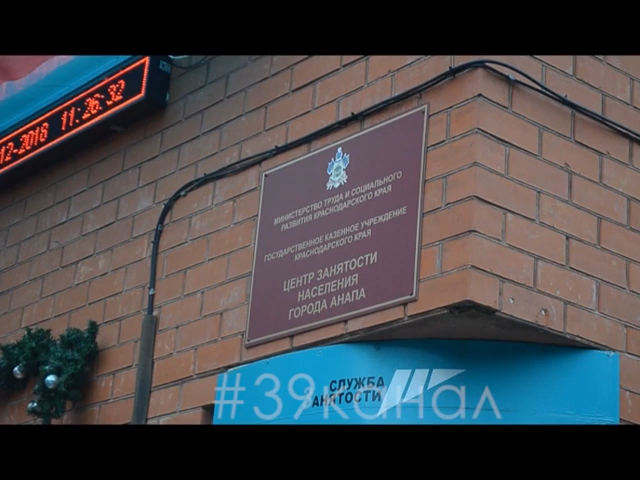 12-2018 11:26:32
МИНИСТЕРСТВО ТРУДА И СОЦИАЛЬНОГО
РАЗВИТИЯ КРАСНОДАРСКОГО КРАЯ
ГОСУДАРСТВЕННОЕ КАЗЕННОЕ УЧРЕЖДЕНИЕ
КРАСНОДАРСКОГО КРАЯ
ЦЕНТР ЗАНЯТОСТИ
НАСЕЛЕНИЯ
ГОРОДА АНАПА
СЛУЖБА
ЗАНЯТОСТИ
#39канал